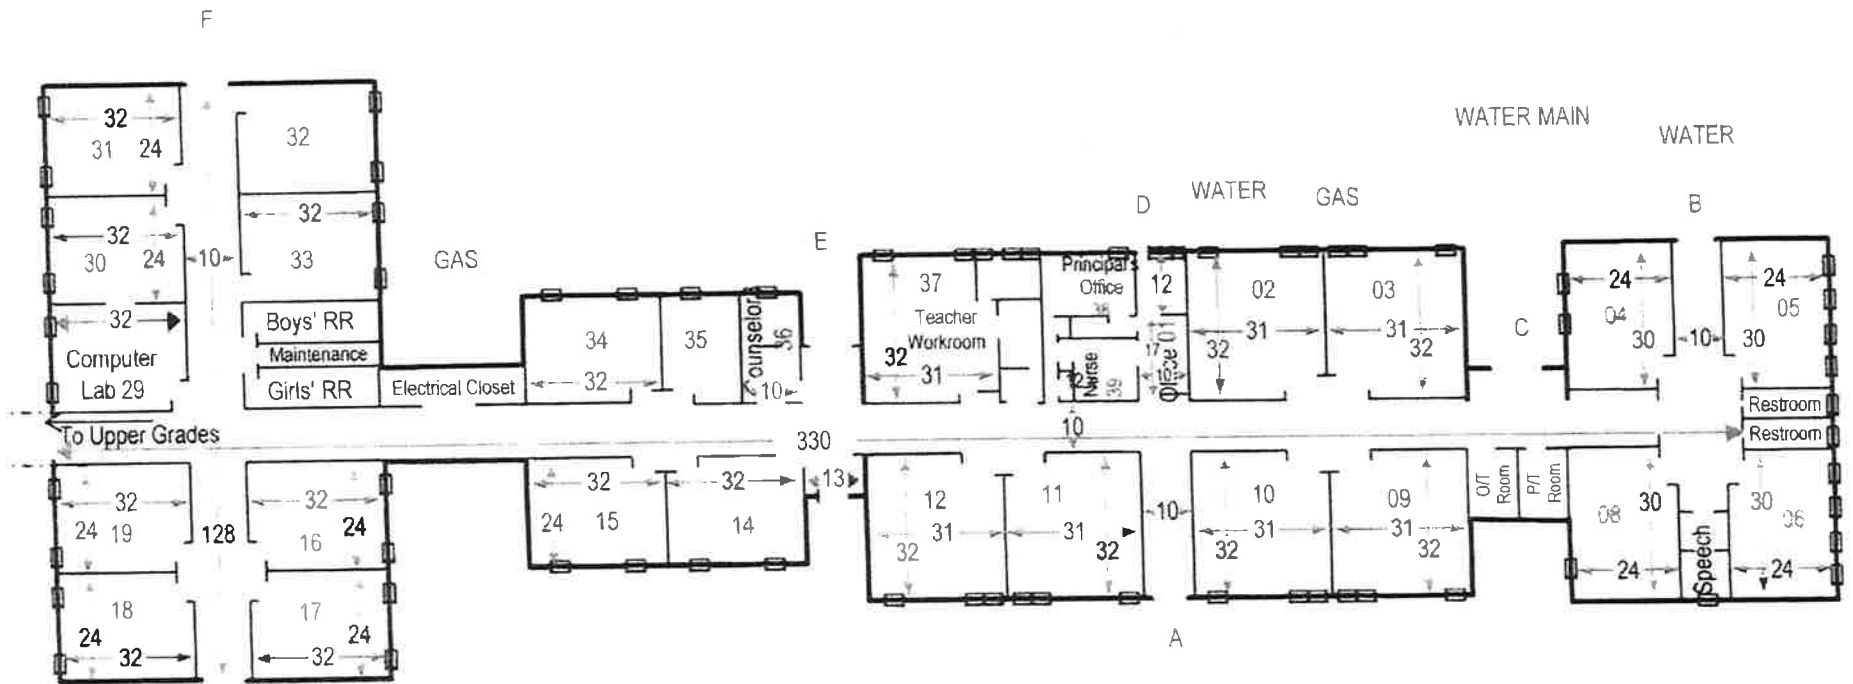 F
WATER MAIN
WATER
D
WATER
GAS
B
E
C
GAS
32
31
24
32
32
30
24
10
32
33
32
Computer
Lab 29
Boys' RR
Maintenance
Girls' RR
Electrical Closet
34
32
35
Counselor
36
10
37
Teacher
Workroom
32
31
Principal's
Office
38
Nurse
39
12
17
Office 01
02
31
32
03
31
32
24
04
30
10
24
05
30
Restroom
Restroom
To Upper Grades
330
10
13
32
24
19
128
32
16
24
18
24
32
17
24
32
32
24
15
32
14
12
31
32
11
31
32
10
10
31
32
09
31
32
O/T
Room
P/T
Room
08
30
24
Speech
30
06
24
A